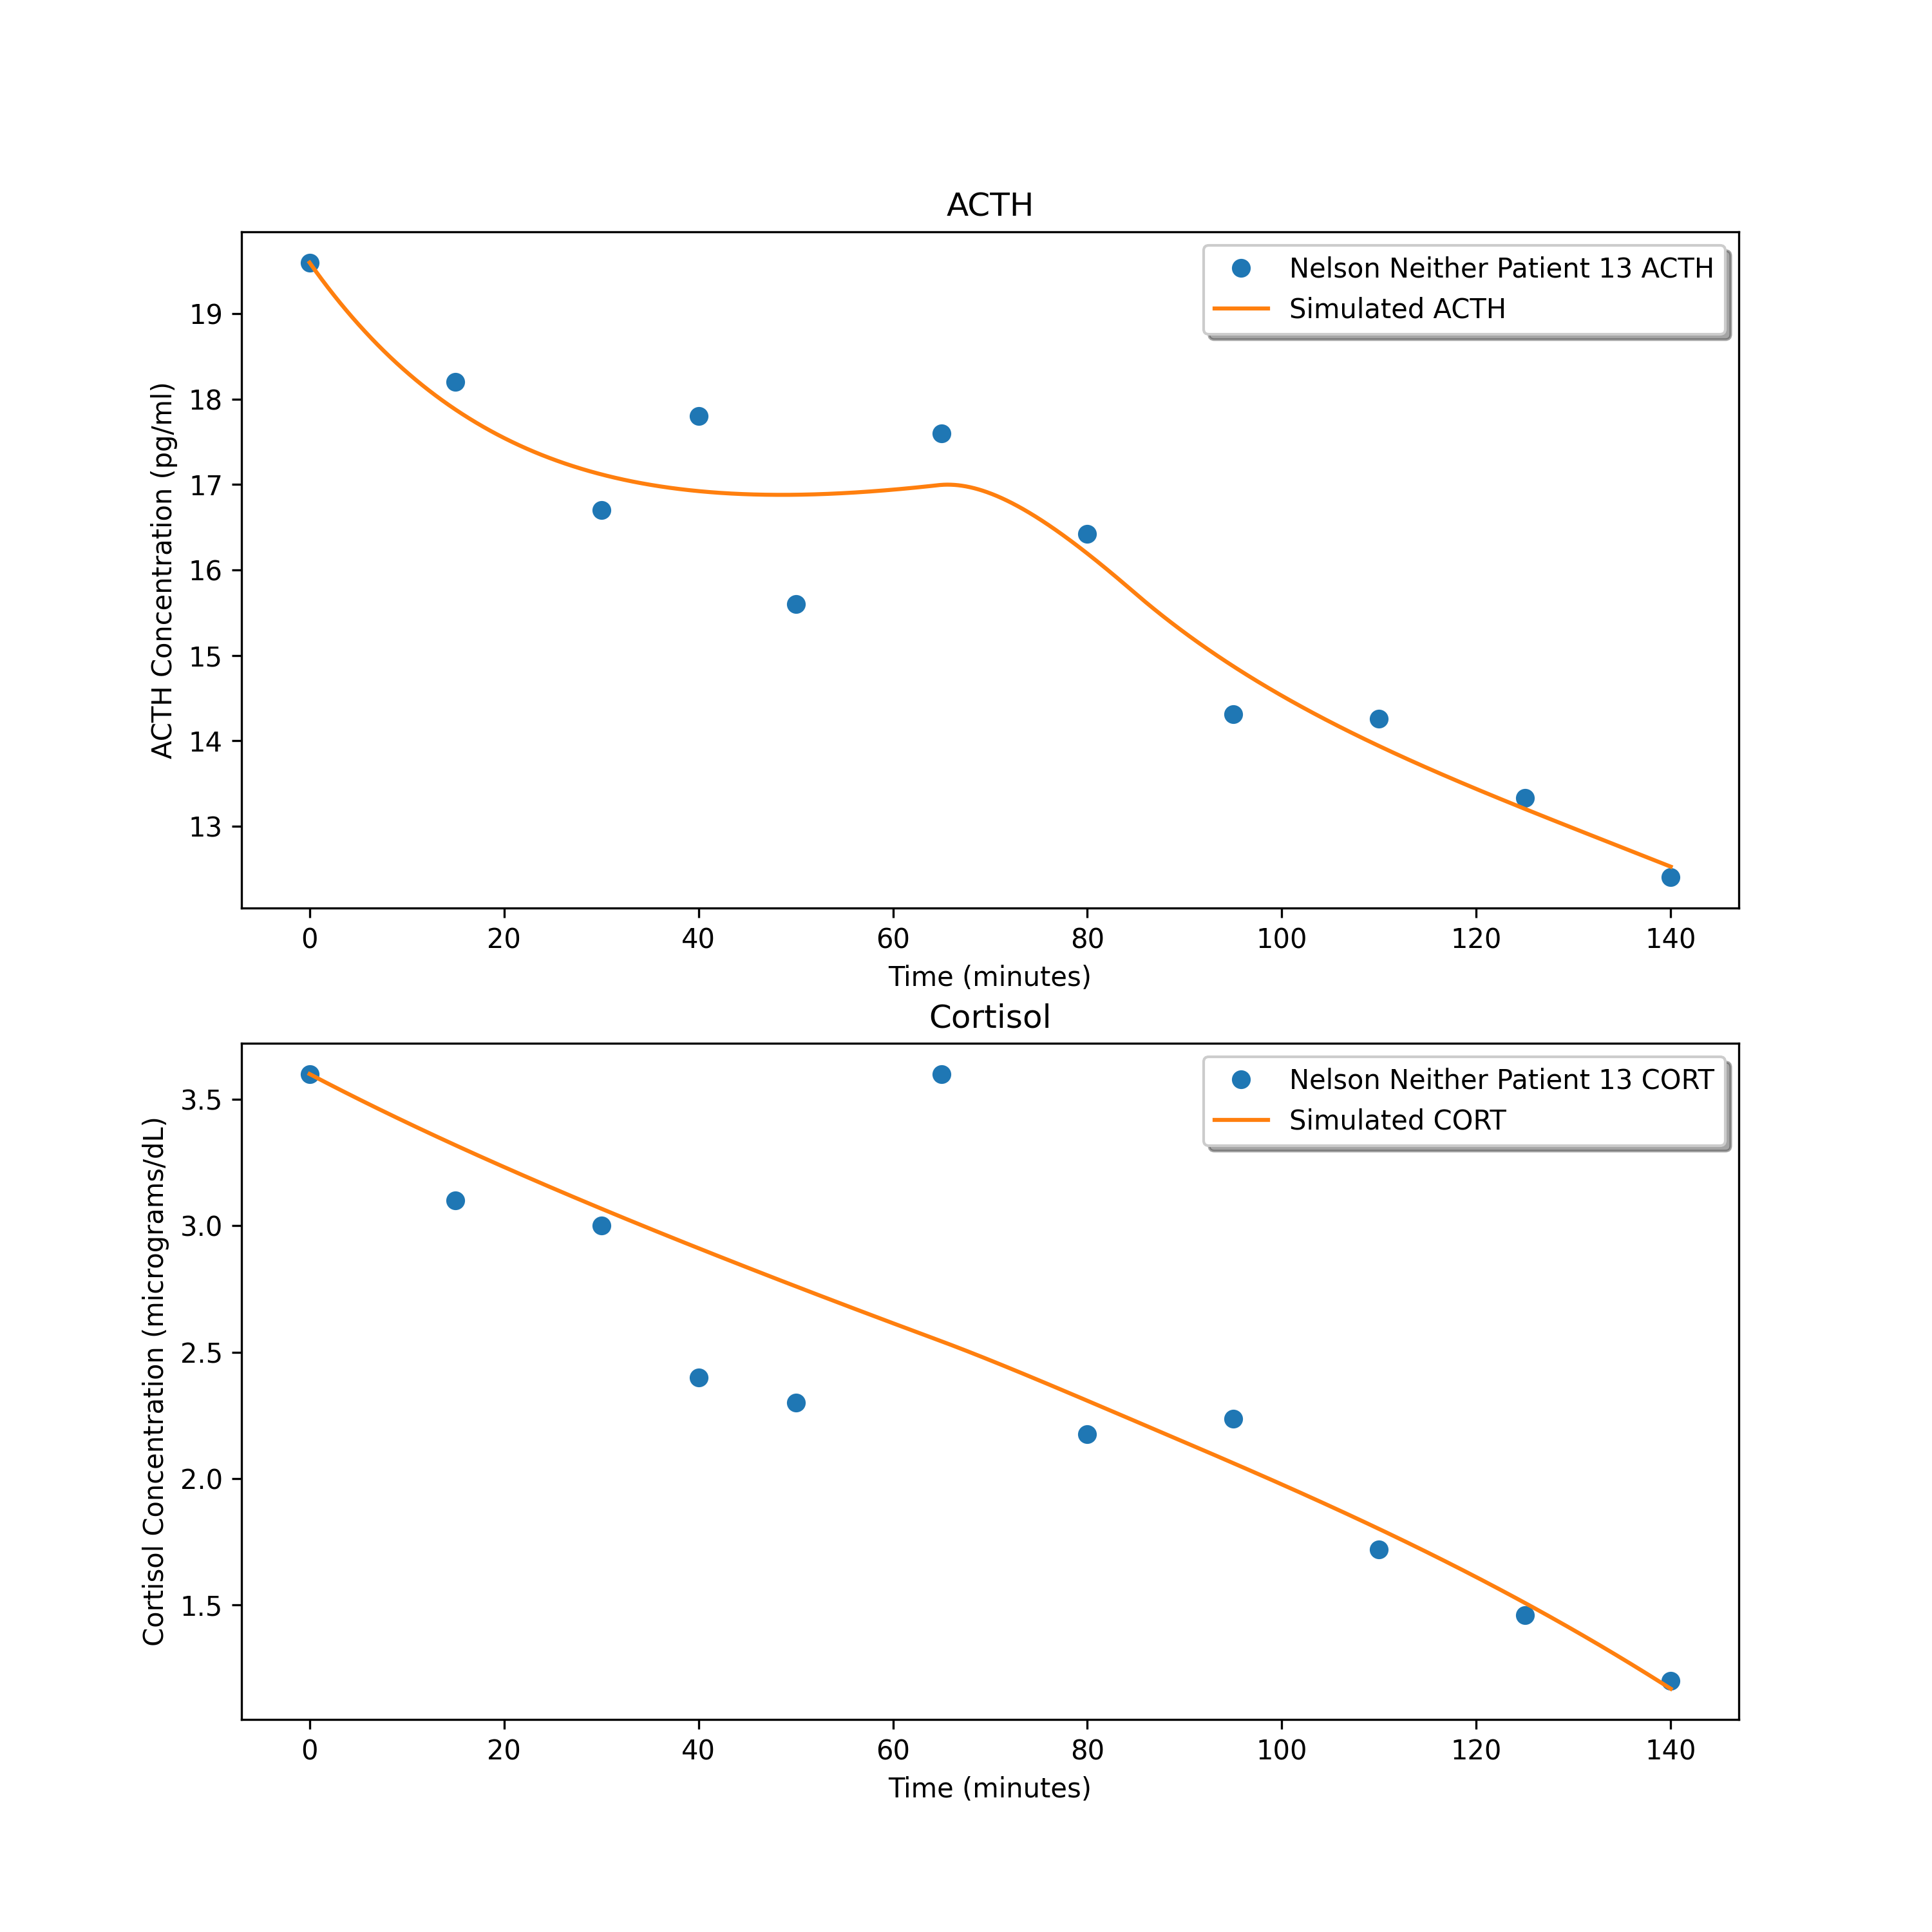 ACTH
Nelson Neither Patient 13 ACTH
Simulated ACTH
ACTH Concentration (pg/ml)
19
18
17
16
15
14
13
0 20 40 60 80 100 120 140
Time (minutes)
Cortisol
Nelson Neither Patient 13 CORT
Simulated CORT
Cortisol Concentration (micrograms/dL)
3.5
3.0
2.5
2.0
1.5
0 20 40 60 80 100 120 140
Time (minutes)